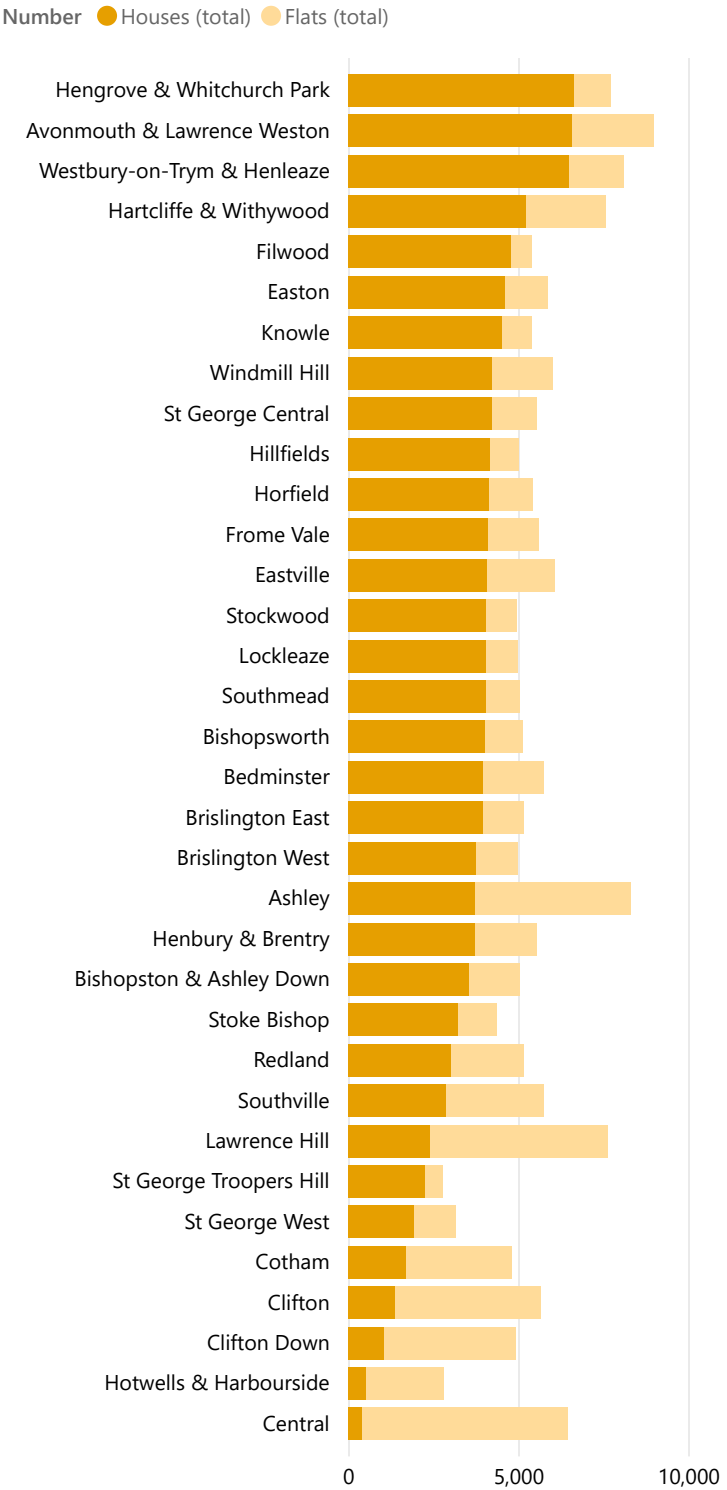 Number Houses (total) Flats (total)
Hengrove & Whitchurch Park
Avonmouth & Lawrence Weston
Westbury-on-Trym & Henleaze
Hartcliffe & Withywood
Filwood
Easton
Knowle
Windmill Hill
St George Central
Hillfields
Horfield
Frome Vale
Eastville
Stockwood
Lockleaze
Southmead
Bishopsworth
Bedminster
Brislington East
Brislington West
Ashley
Henbury & Brentry
Bishopston & Ashley Down
Stoke Bishop
Redland
Southville
Lawrence Hill
St George Troopers Hill
St George West
Cotham
Clifton
Clifton Down
Hotwells & Harbourside
Central
0 5,000 10,000